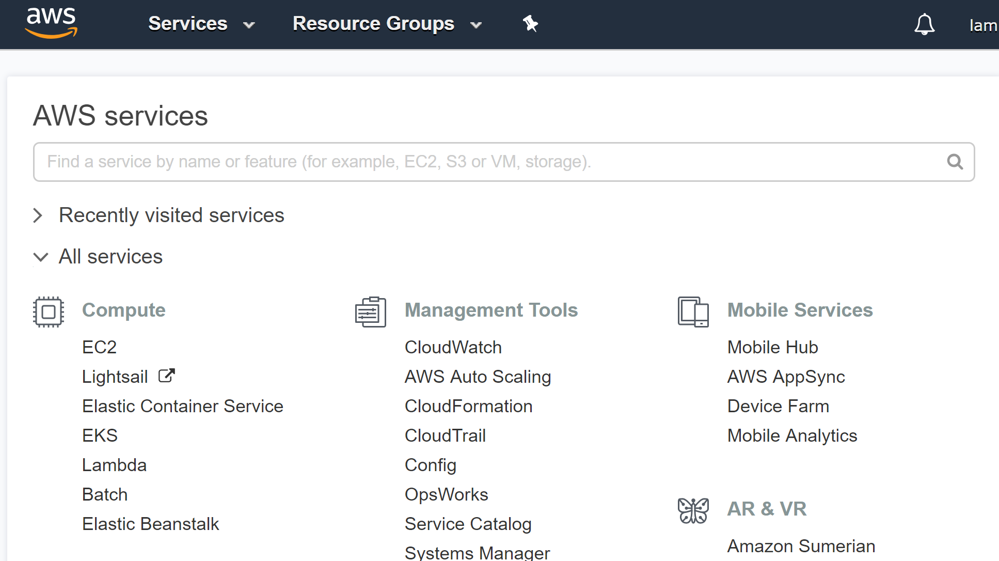 aws
Services
Resource Groups
lam
AWS services
Find a service by name or feature (for example, EC2, S3 or VM, storage).
Recently visited services
All services
Compute
EC2
Lightsail
Elastic Container Service
EKS
Lambda
Batch
Elastic Beanstalk
Management Tools
CloudWatch
AWS Auto Scaling
CloudFormation
CloudTrail
Config
OpsWorks
Service Catalog
Systems Manager
Mobile Services
Mobile Hub
AWS AppSync
Device Farm
Mobile Analytics
AR & VR
Amazon Sumerian